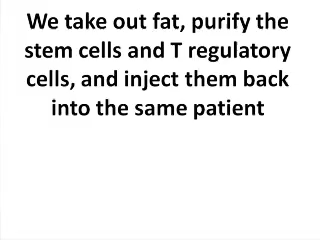 We take out fat, purify the
stem cells and T regulatory
cells, and inject them back
into the same patient